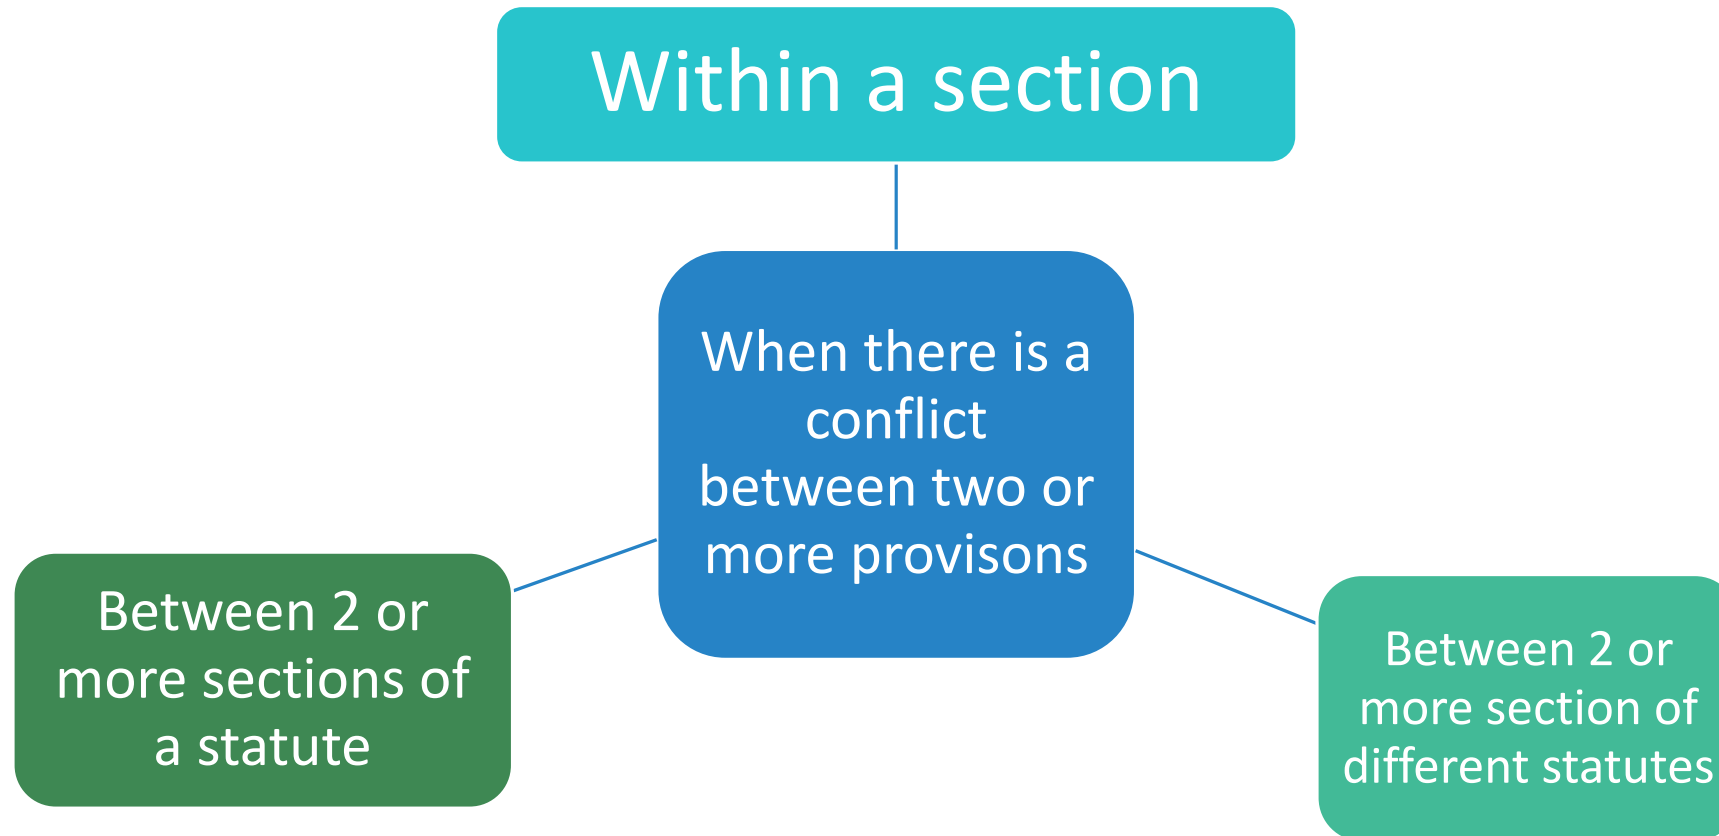 Within a section
When there is a
conflict
between two or
more provisons
Between 2 or
more sections of
a statute
Between 2 or
more section of
different statutes